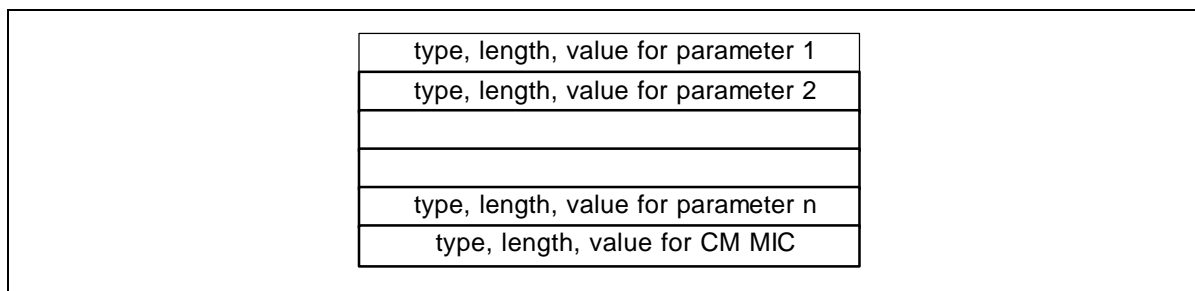 type, length, value for parameter 1
type, length, value for parameter 2
type, length, value for parameter n
type, length, value for CM MIC